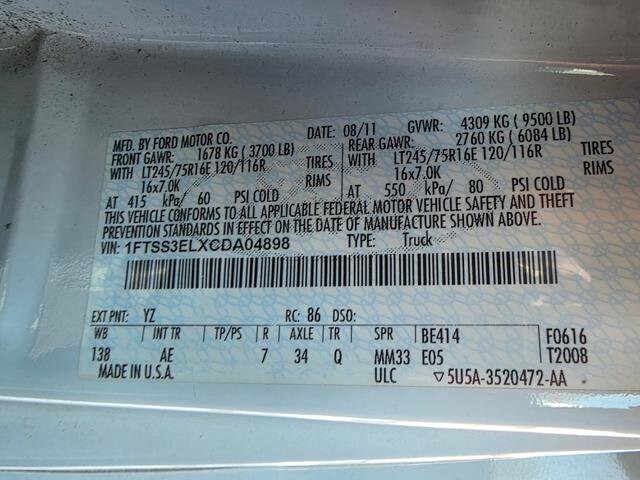 MFD. BY FORD MOTOR CO. DATE: 08/11 GVWR: 4309 KG ( 9500 LB)
FRONT GAWR: 1678 KG ( 3700 LB) REAR GAWR: 2760 KG ( 6084 LB)
WITH LT245/75R16E 120/116R TIRES WITH LT245/75R16E 120/116R TIRES
16x7.0K RIMS 16x7.0K RIMS
AT 415 kPa/ 60 PSI COLD AT 550 kPa/ 80 PSI COLD
THIS VEHICLE CONFORMS TO ALL APPLICABLE FEDERAL MOTOR VEHICLE SAFETY AND THEFT
PREVENTION STANDARDS IN EFFECT ON THE DATE OF MANUFACTURE SHOWN ABOVE.
VIN: 1FTSS3ELXCDA04898 TYPE: Truck
EXT PNT: YZ RC: 86 DSO:
WB INT TR TP/PS R AXLE TR SPR BE414 F0616
138 AE 7 34 Q MM33 E05 T2008
MADE IN U.S.A. ULC ▽5U5A-3520472-AA